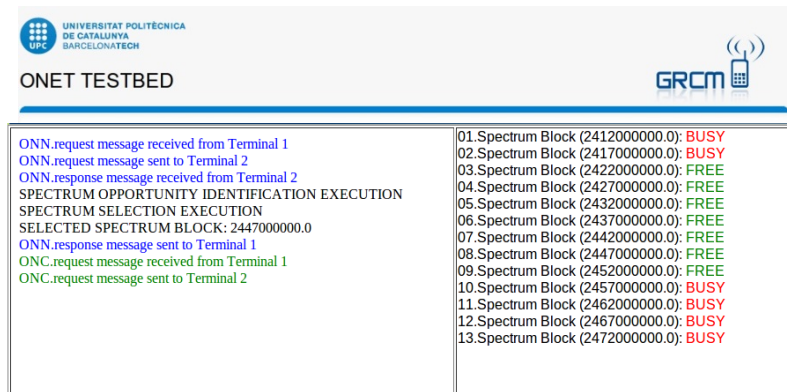 UNIVERSITAT POLITÈCNICA
DE CATALUNYA
BARCELONATECH
UPC
ONET TESTBED
GRCM
ONN.request message received from Terminal 1
ONN.request message sent to Terminal 2
ONN.response message received from Terminal 2
SPECTRUM OPPORTUNITY IDENTIFICATION EXECUTION
SPECTRUM SELECTION EXECUTION
SELECTED SPECTRUM BLOCK: 2447000000.0
ONN.response message sent to Terminal 1
ONC.request message received from Terminal 1
ONC.request message sent to Terminal 2
01.Spectrum Block (2412000000.0): BUSY
02.Spectrum Block (2417000000.0): BUSY
03.Spectrum Block (2422000000.0): FREE
04.Spectrum Block (2427000000.0): FREE
05.Spectrum Block (2432000000.0): FREE
06.Spectrum Block (2437000000.0): FREE
07.Spectrum Block (2442000000.0): FREE
08.Spectrum Block (2447000000.0): FREE
09.Spectrum Block (2452000000.0): FREE
10.Spectrum Block (2457000000.0): BUSY
11.Spectrum Block (2462000000.0): BUSY
12.Spectrum Block (2467000000.0): BUSY
13.Spectrum Block (2472000000.0): BUSY